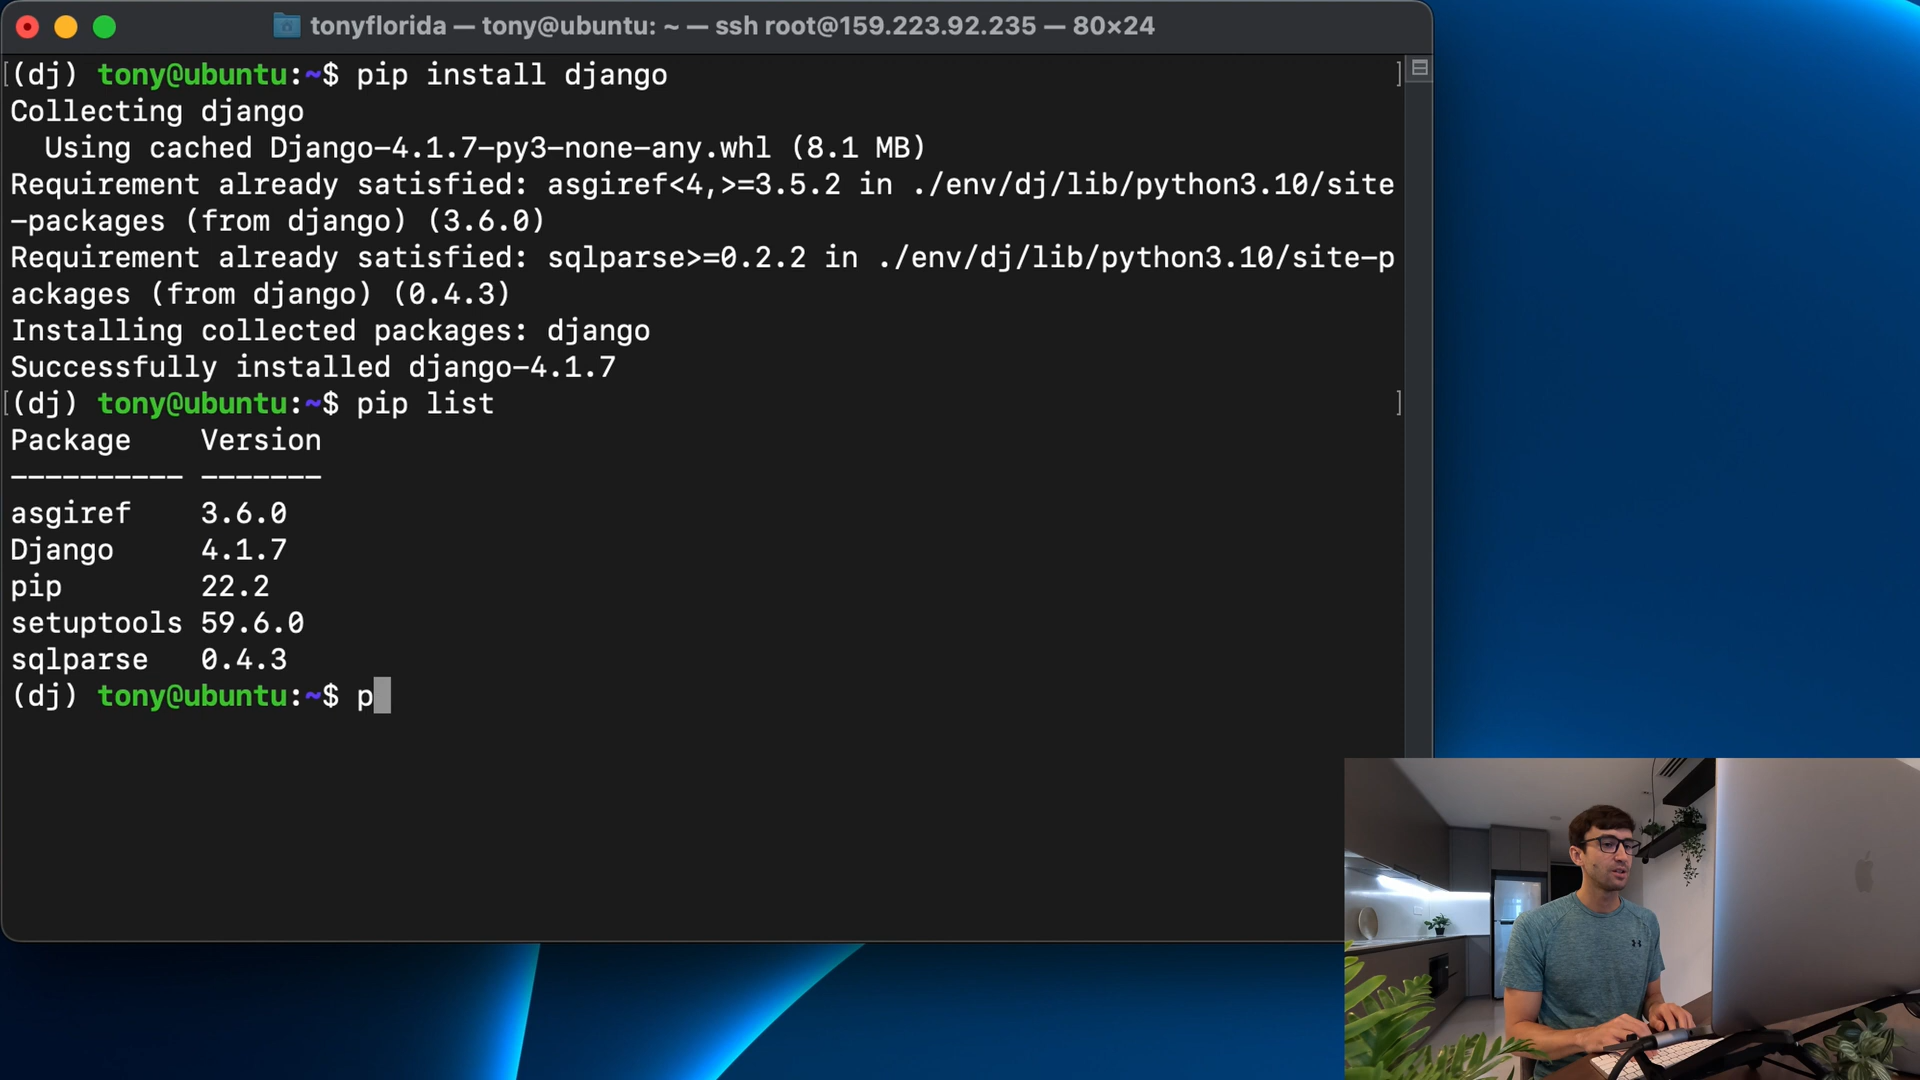 tonyflorida — tony@ubuntu: ~ — ssh root@159.223.92.235 — 80×24
[(dj) tony@ubuntu:~$ pip install django ]
Collecting django
  Using cached Django-4.1.7-py3-none-any.whl (8.1 MB)
Requirement already satisfied: asgiref<4,>=3.5.2 in ./env/dj/lib/python3.10/site
-packages (from django) (3.6.0)
Requirement already satisfied: sqlparse>=0.2.2 in ./env/dj/lib/python3.10/site-p
ackages (from django) (0.4.3)
Installing collected packages: django
Successfully installed django-4.1.7
[(dj) tony@ubuntu:~$ pip list ]
Package    Version
---------- -------
asgiref    3.6.0
Django     4.1.7
pip        22.2
setuptools 59.6.0
sqlparse   0.4.3
(dj) tony@ubuntu:~$ p